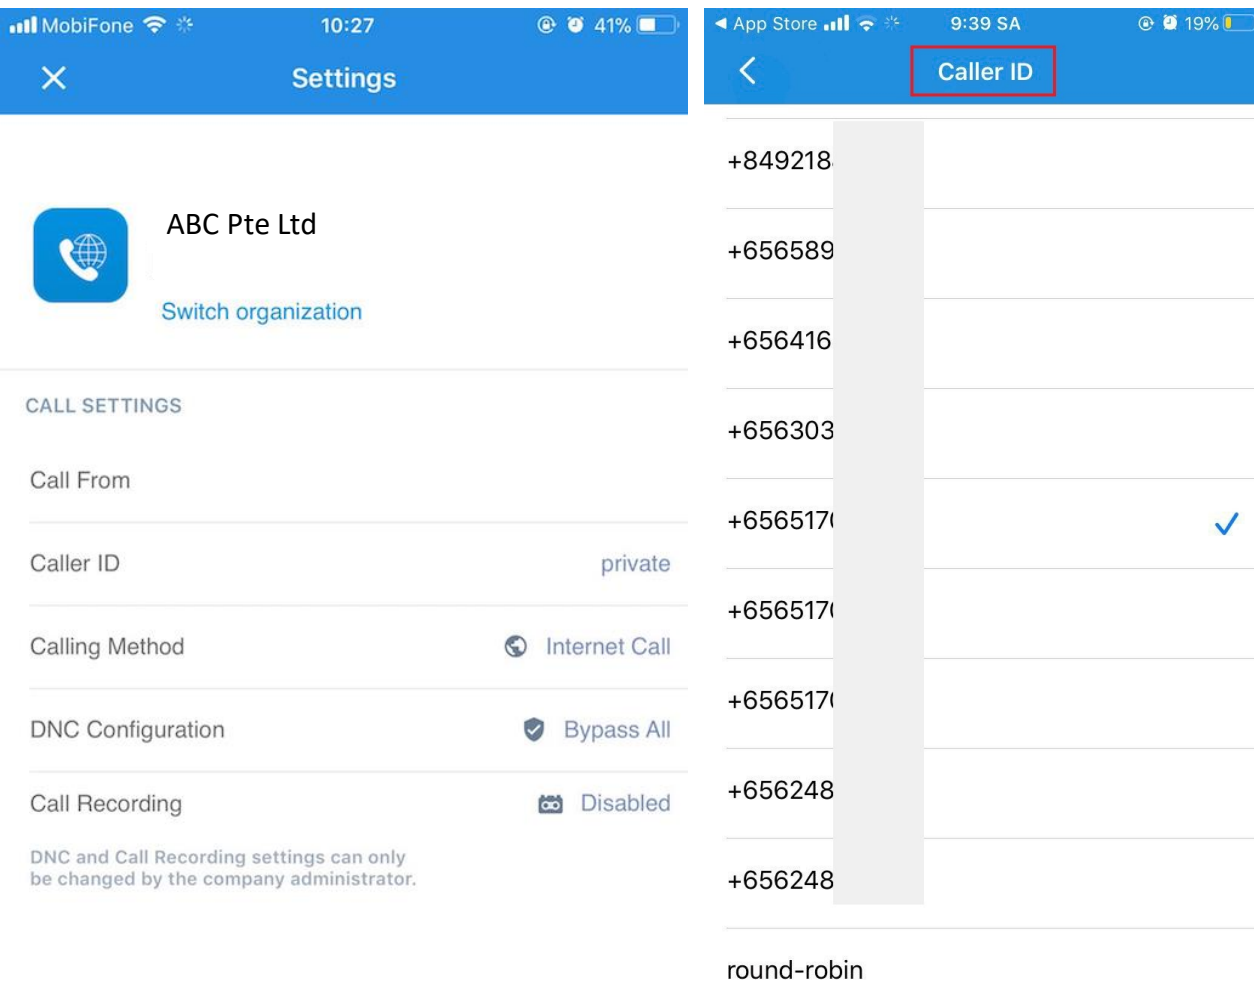 MobiFone 10:27 41%
Settings
ABC Pte Ltd
Switch organization
CALL SETTINGS
Call From
Caller ID private
Calling Method Internet Call
DNC Configuration Bypass All
Call Recording Disabled
DNC and Call Recording settings can only
be changed by the company administrator.
App Store 9:39 SA 19%
Caller ID
+849218
+656589
+656416
+656303
+656517
+656517
+656517
+656248
+656248
round-robin